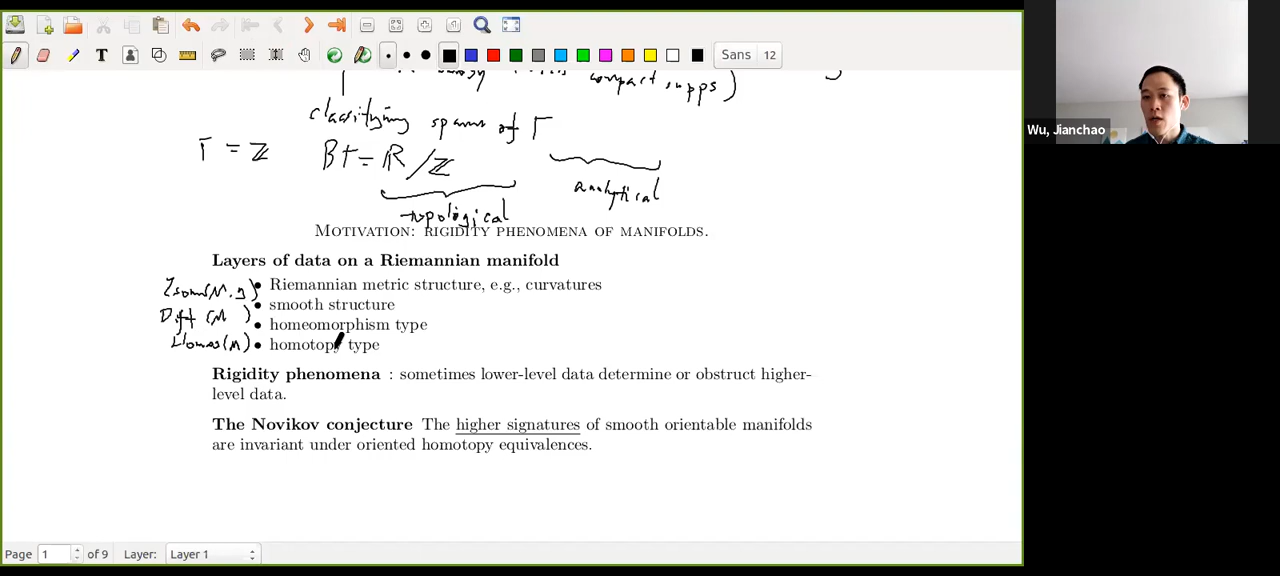 Sans 12
compact supps)
classifying spaces of Γ
Γ = ℤ BΓ = ℝ/ℤ
analytical
topological
MOTIVATION: RIGIDITY PHENOMENA OF MANIFOLDS.
Layers of data on a Riemannian manifold
Isom(M, g) • Riemannian metric structure, e.g., curvatures
Diff(M) • smooth structure
• homeomorphism type
Homeo(M) • homotopy type
Rigidity phenomena : sometimes lower-level data determine or obstruct higher-
level data.
The Novikov conjecture The higher signatures of smooth orientable manifolds
are invariant under oriented homotopy equivalences.
Page 1 of 9 Layer: Layer 1
Wu, Jianchao